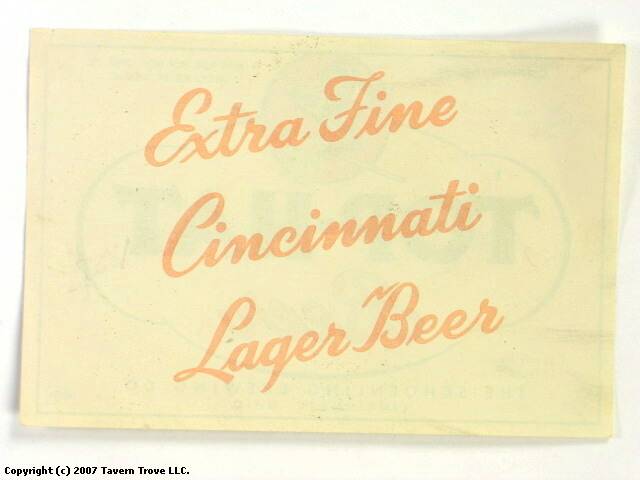 Extra Fine
Cincinnati
Lager Beer
Copyright (c) 2007 Tavern Trove LLC.